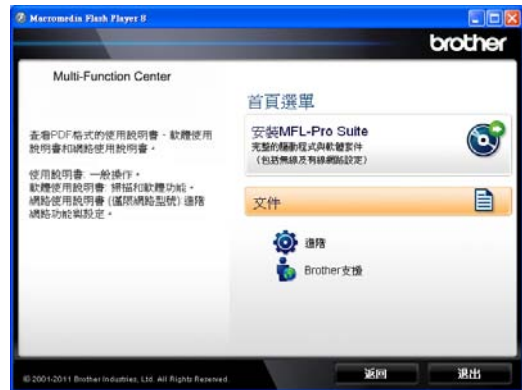 Macromedia Flash Player 8
brother
Multi-Function Center
查看PDF格式的使用說明書、軟體使用
說明書和網路使用說明書。
使用說明書: 一般操作。
軟體使用說明書: 掃描和軟體功能。
網路使用說明書 (僅限網路型號) 進階
網路功能與設定。
首頁選單
安裝MFL-Pro Suite
完整的驅動程式與軟體套件
(包括無線及有線網路設定)
文件
進階
Brother支援
© 2001-2011 Brother Industries, Ltd. All Rights Reserved.
返回
退出